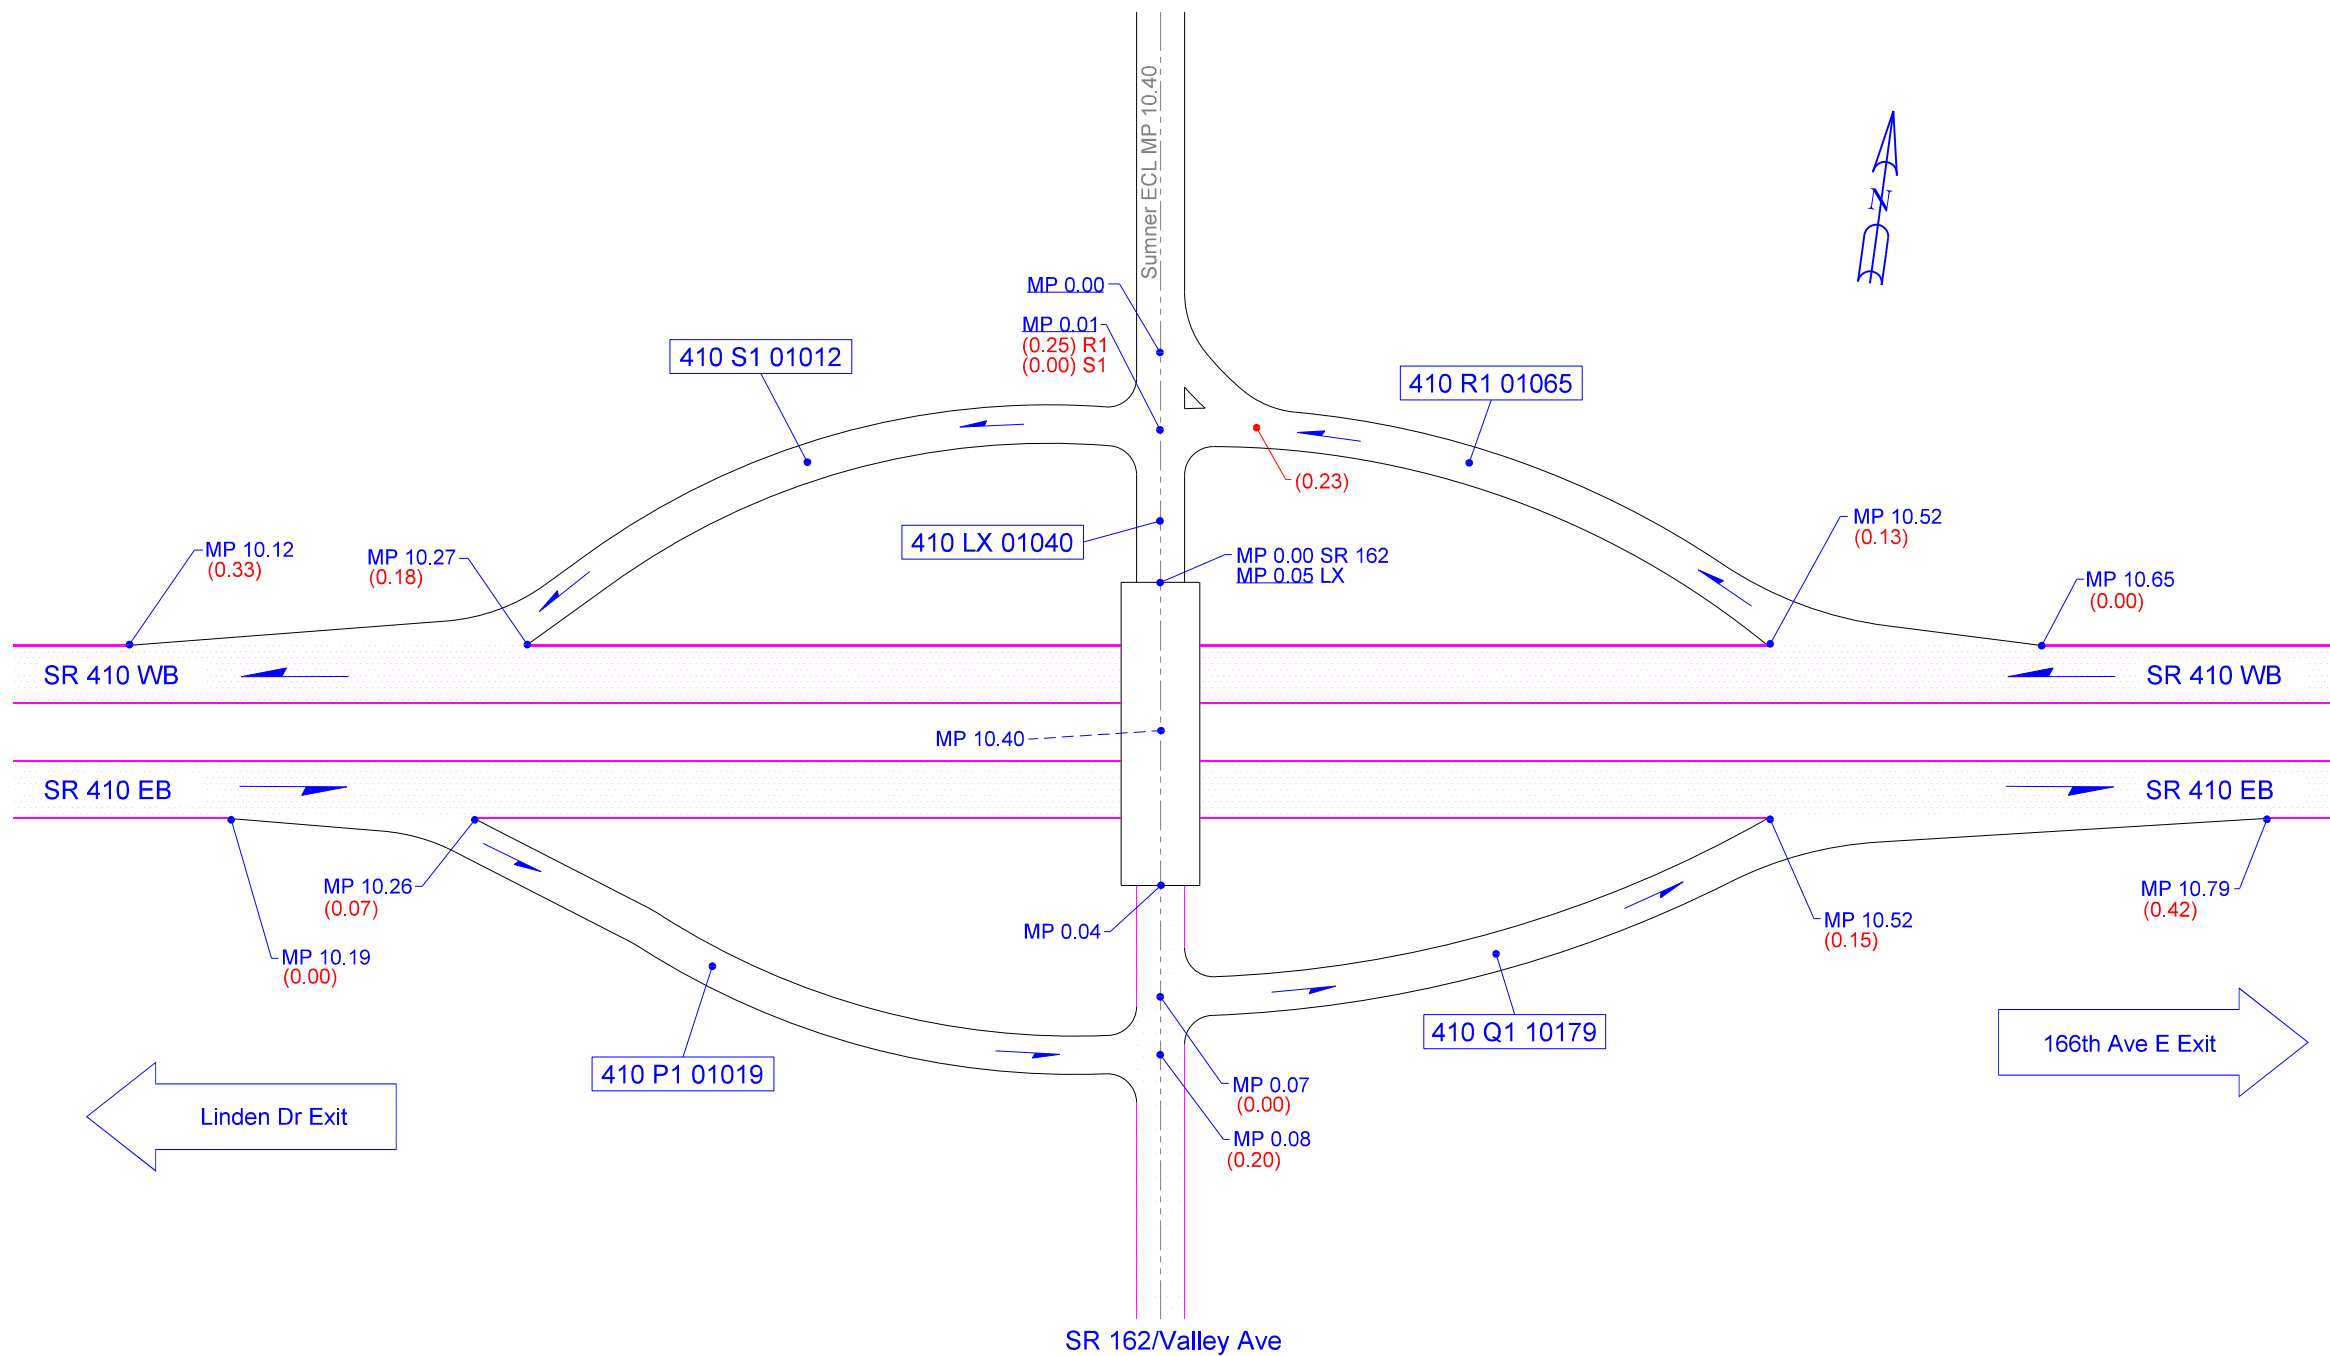 Sumner ECL MP 10.40
N
MP 0.00
MP 0.01
(0.25) R1
(0.00) S1
410 S1 01012
410 R1 01065
(0.23)
410 LX 01040
MP 10.12
(0.33)
MP 10.27
(0.18)
MP 0.00 SR 162
MP 0.05 LX
MP 10.52
(0.13)
MP 10.65
(0.00)
SR 410 WB
SR 410 WB
MP 10.40
SR 410 EB
SR 410 EB
MP 10.26
(0.07)
MP 10.19
(0.00)
MP 0.04
MP 10.52
(0.15)
MP 10.79
(0.42)
410 P1 01019
410 Q1 10179
166th Ave E Exit
Linden Dr Exit
MP 0.07
(0.00)
MP 0.08
(0.20)
SR 162/Valley Ave